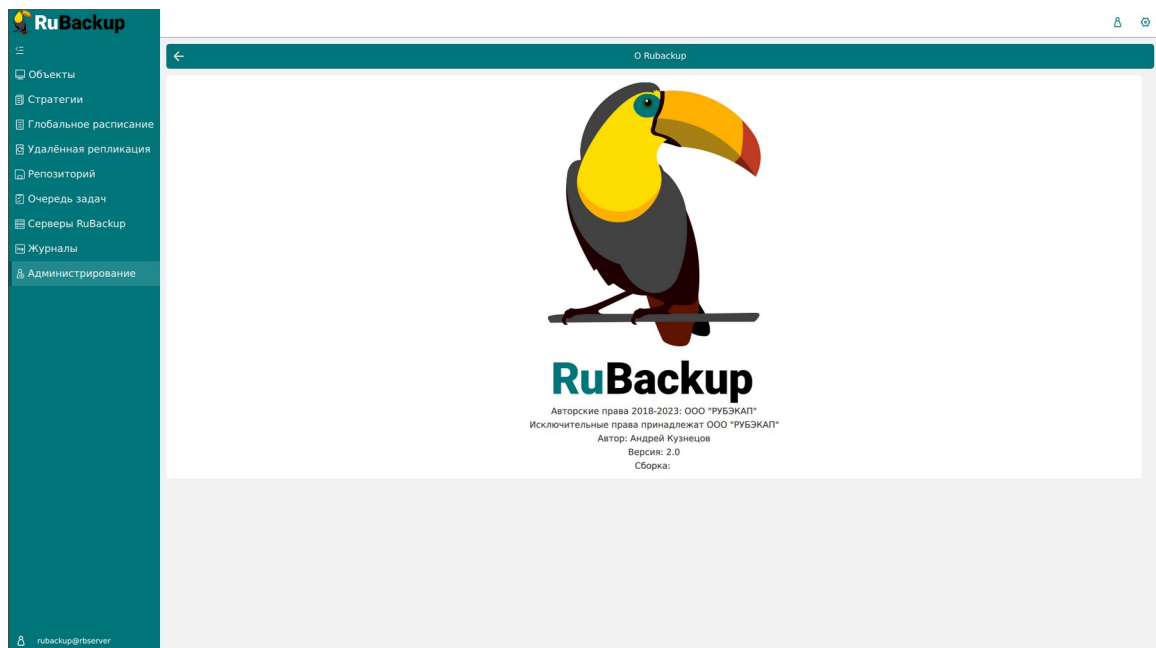 RuBackup
О Rubackup
Объекты
Стратегии
Глобальное расписание
Удалённая репликация
Репозиторий
Очередь задач
Серверы RuBackup
Журналы
Администрирование
RuBackup
Авторские права 2018-2023: ООО "РУБЭКАП"
Исключительные права принадлежат ООО "РУБЭКАП"
Автор: Андрей Кузнецов
Версия: 2.0
Сборка:
rubackup@rbserver